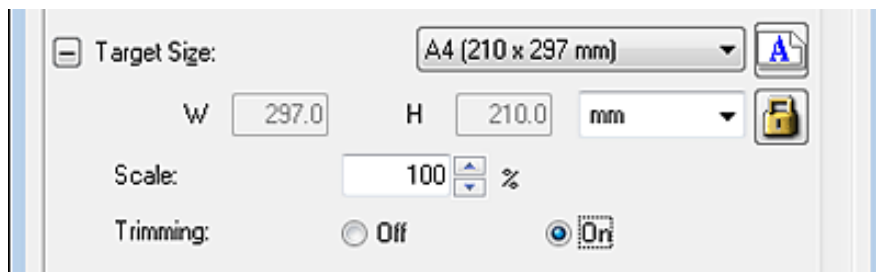 Target Size: A4 (210 x 297 mm) A
W 297.0 H 210.0 mm
Scale: 100 %
Trimming: Off On